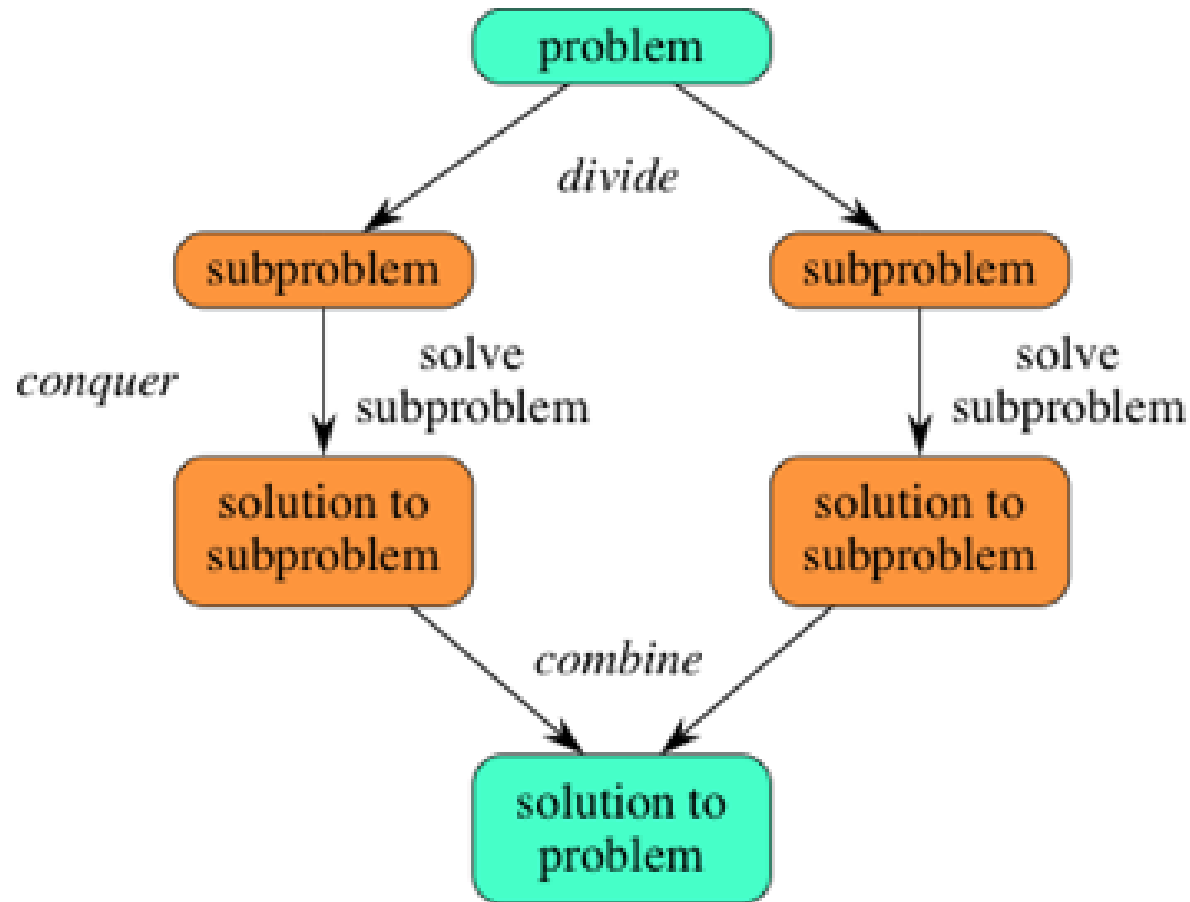 problem
divide
subproblem
subproblem
conquer
solve
subproblem
solve
subproblem
solution to
subproblem
solution to
subproblem
combine
solution to
problem